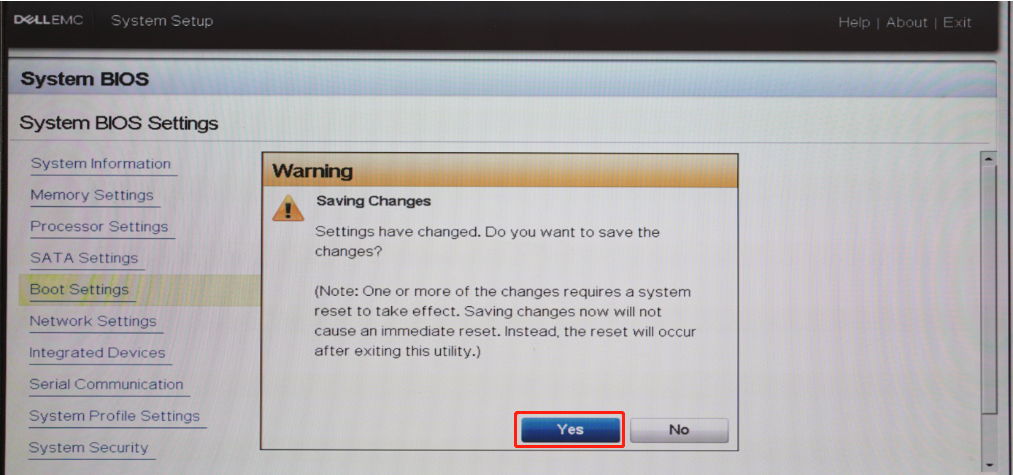 DELLEMC System Setup
Help | About | Exit
System BIOS
System BIOS Settings
System Information
Memory Settings
Processor Settings
SATA Settings
Boot Settings
Network Settings
Integrated Devices
Serial Communication
System Profile Settings
System Security
Warning
Saving Changes
Settings have changed. Do you want to save the
changes?
(Note: One or more of the changes requires a system
reset to take effect. Saving changes now will not
cause an immediate reset. Instead, the reset will occur
after exiting this utility.)
Yes
No